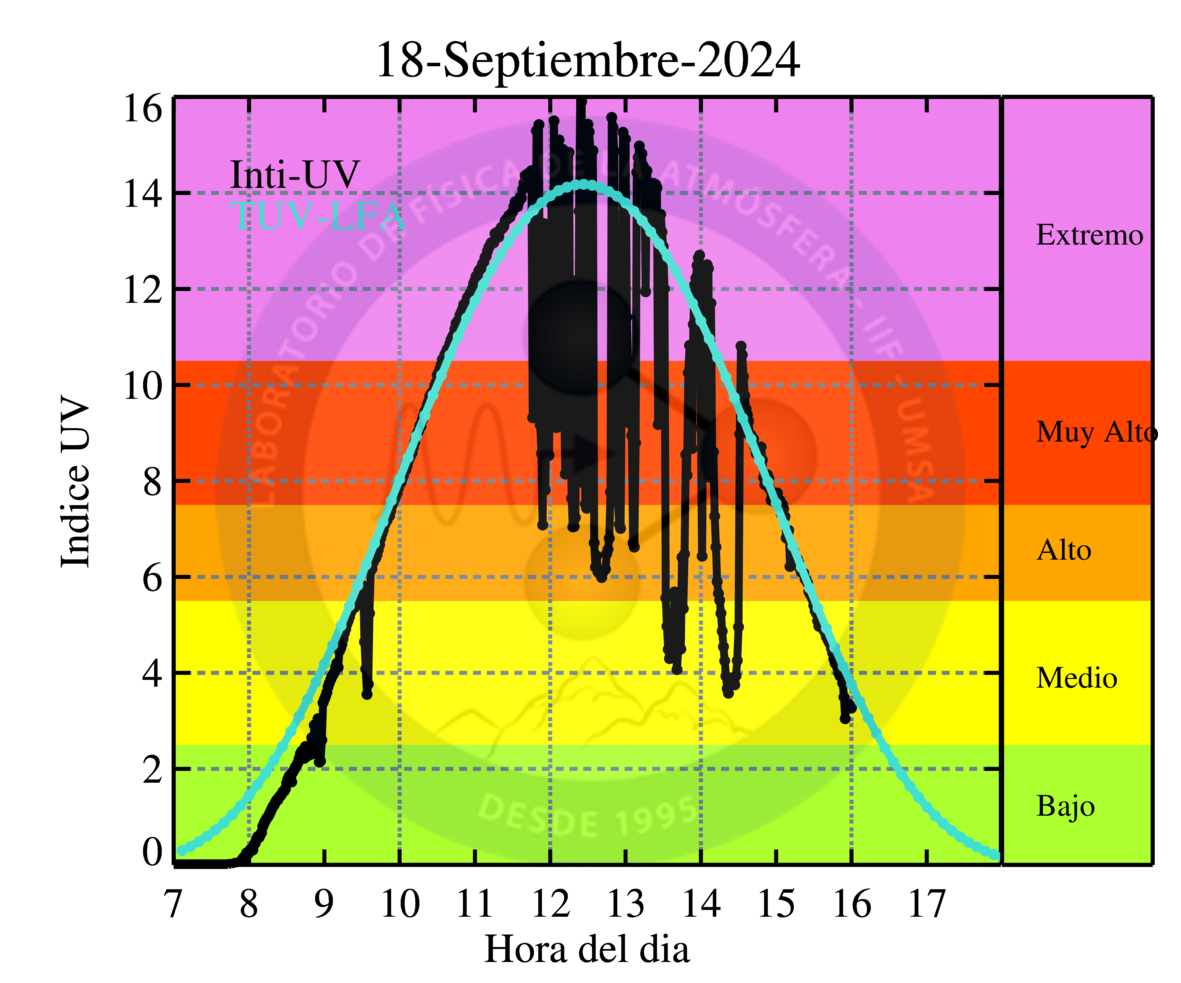 18-Septiembre-2024
16
14
12
10
8
6
4
2
0
Indice UV
Inti-UV
TUV-LFA
LABORATORIO DE FÍSICA DE LA ATMÓSFERA - IIF - UMSA
DESDE 1995
Extremo
Muy Alto
Alto
Medio
Bajo
7 8 9 10 11 12 13 14 15 16 17
Hora del dia